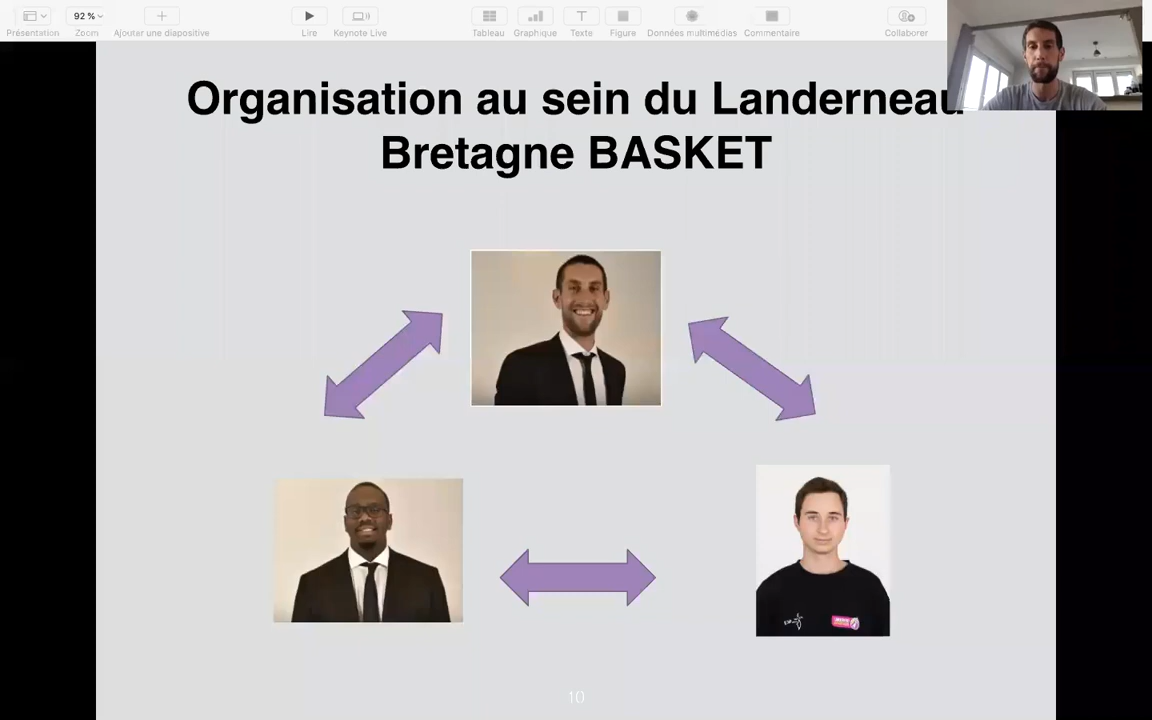 92 %
Présentation
Zoom
Ajouter une diapositive
Lire
Keynote Live
Tableau
Graphique
Texte
Figure
Données multimédias
Commentaire
Collaborer
Organisation au sein du Landerneau
Bretagne BASKET
10